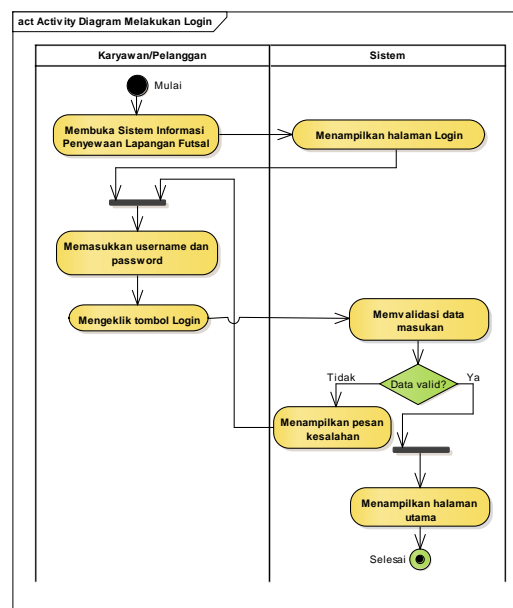 act Activity Diagram Melakukan Login
Karyawan/Pelanggan
Sistem
Mulai
Membuka Sistem Informasi
Penyewaan Lapangan Futsal
Menampilkan halaman Login
Memasukkan username dan
password
Mengeklik tombol Login
Memvalidasi data
masukan
Tidak
Data valid?
Ya
Menampilkan pesan
kesalahan
Menampilkan halaman
utama
Selesai